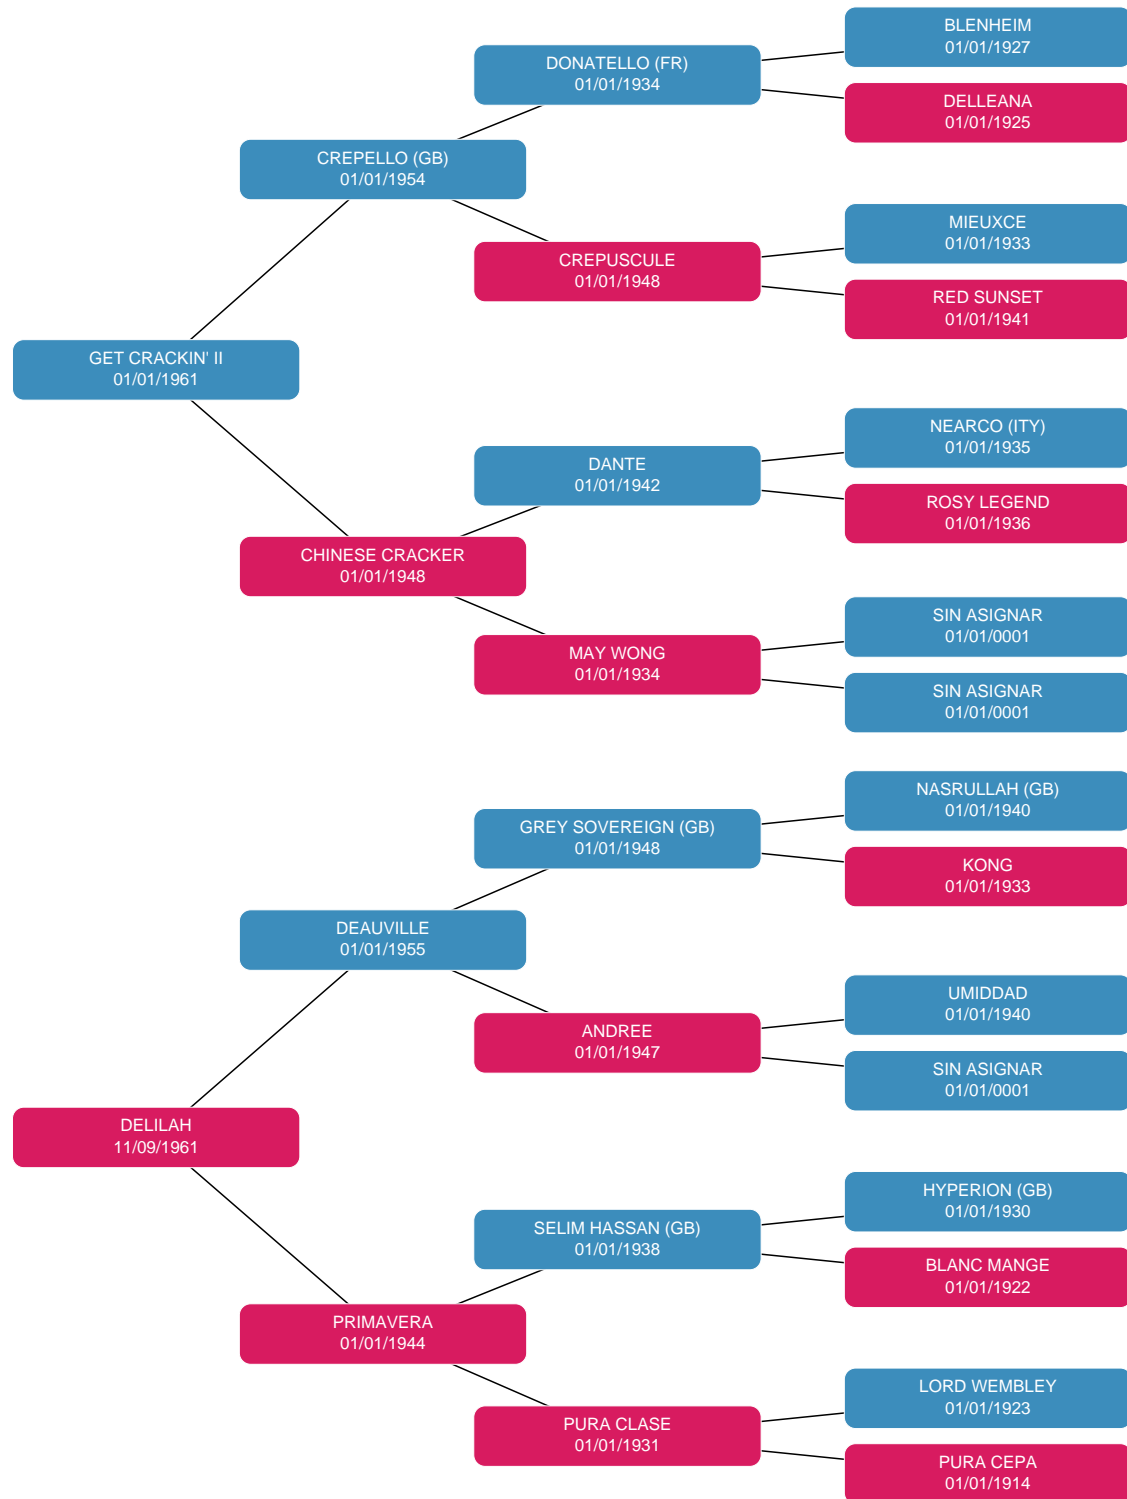 BLENHEIM
01/01/1927
DONATELLO (FR)
01/01/1934
DELLEANA
01/01/1925
CREPELLO (GB)
01/01/1954
MIEUXCE
01/01/1933
CREPUSCULE
01/01/1948
RED SUNSET
01/01/1941
GET CRACKIN' II
01/01/1961
NEARCO (ITY)
01/01/1935
DANTE
01/01/1942
ROSY LEGEND
01/01/1936
CHINESE CRACKER
01/01/1948
SIN ASIGNAR
01/01/0001
MAY WONG
01/01/1934
SIN ASIGNAR
01/01/0001
NASRULLAH (GB)
01/01/1940
GREY SOVEREIGN (GB)
01/01/1948
KONG
01/01/1933
DEAUVILLE
01/01/1955
UMIDDAD
01/01/1940
ANDREE
01/01/1947
SIN ASIGNAR
01/01/0001
DELILAH
11/09/1961
HYPERION (GB)
01/01/1930
SELIM HASSAN (GB)
01/01/1938
BLANC MANGE
01/01/1922
PRIMAVERA
01/01/1944
LORD WEMBLEY
01/01/1923
PURA CLASE
01/01/1931
PURA CEPA
01/01/1914